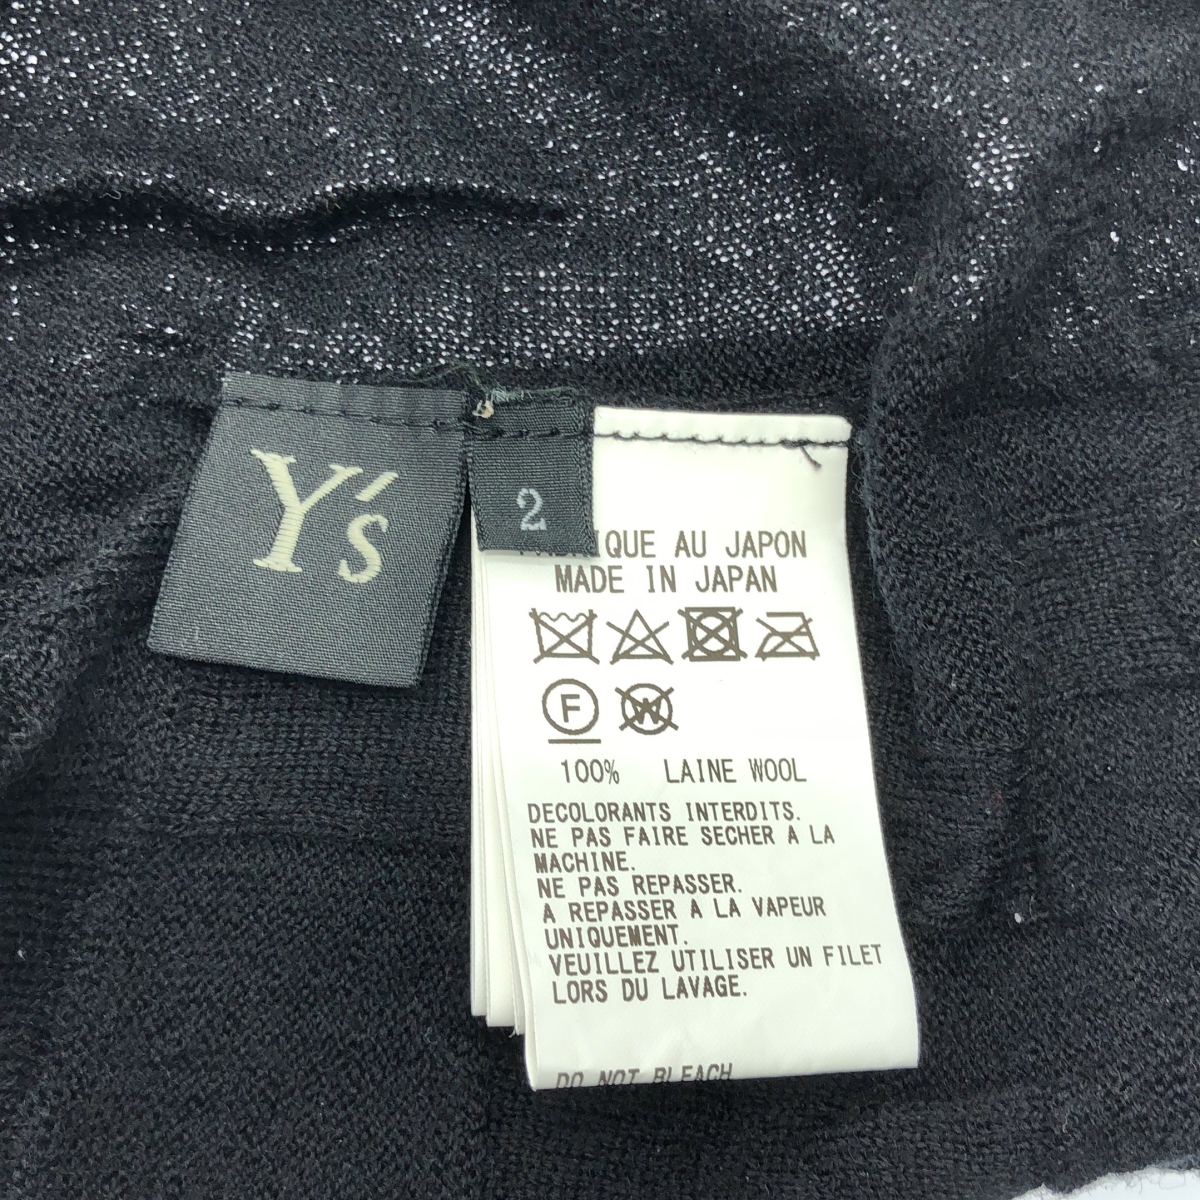 Y's
2
AU JAPON
MADE IN JAPAN
F
W
100% LAINE WOOL
DECOLORANTS INTERDITS.
NE PAS FAIRE SECHER A LA
MACHINE.
NE PAS REPASSER.
A REPASSER A LA VAPEUR
UNIQUEMENT.
VEUILLEZ UTILISER UN FILET
LORS DU LAVAGE.
DO NOT BLEACH